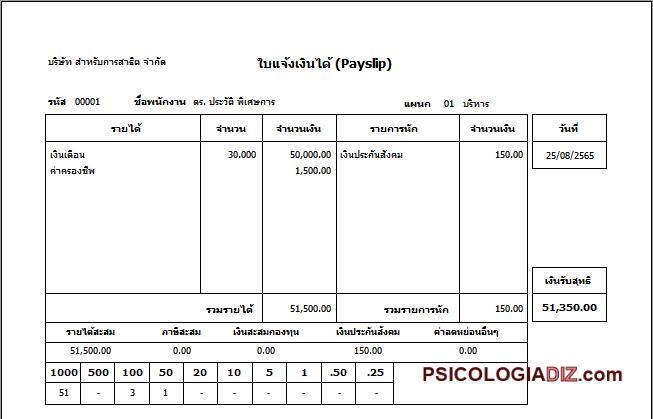 บริษัท สำหรับการสาธิต จำกัด
ใบแจ้งเงินได้ (Payslip)
รหัส 00001 ชื่อพนักงาน ดร. ประวัติ พิเศษการ แผนก 01 บริหาร
รายได้ จำนวน จำนวนเงิน รายการหัก จำนวนเงิน วันที่
เงินเดือน 30.000 50,000.00 เงินประกันสังคม 150.00 25/08/2565
ค่าครองชีพ 1,500.00
เงินรับสุทธิ
รวมรายได้ 51,500.00 รวมรายการหัก 150.00 51,350.00
รายได้สะสม ภาษีสะสม เงินสะสมกองทุน เงินประกันสังคม ค่าลดหย่อนอื่นๆ
51,500.00 0.00 0.00 150.00 0.00
1000 500 100 50 20 10 5 1 .50 .25
51 - 3 1 - - - - - -
PSICOLOGIADIZ.com